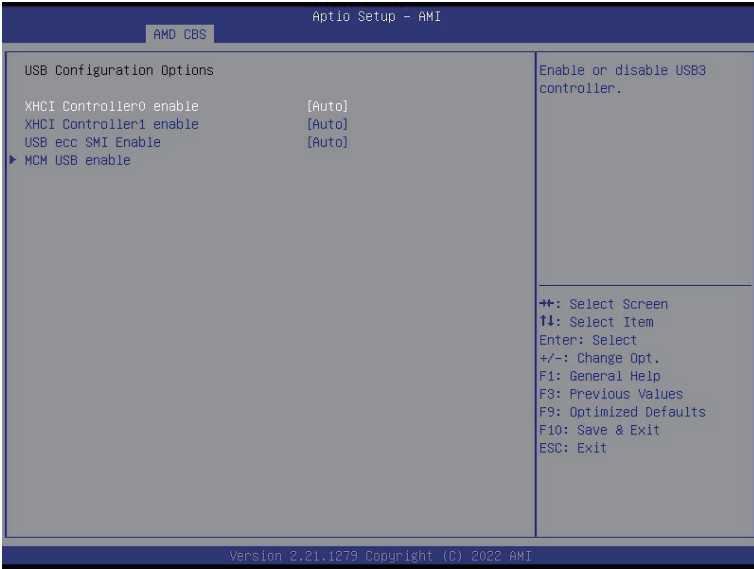 Aptio Setup – AMI
AMD CBS
USB Configuration Options
XHCI Controller0 enable [Auto]
XHCI Controller1 enable [Auto]
USB ecc SMI Enable [Auto]
MCM USB enable
Enable or disable USB3
controller.
→←: Select Screen
↑↓: Select Item
Enter: Select
+/-: Change Opt.
F1: General Help
F3: Previous Values
F9: Optimized Defaults
F10: Save & Exit
ESC: Exit
Version 2.21.1279 Copyright (C) 2022 AMI